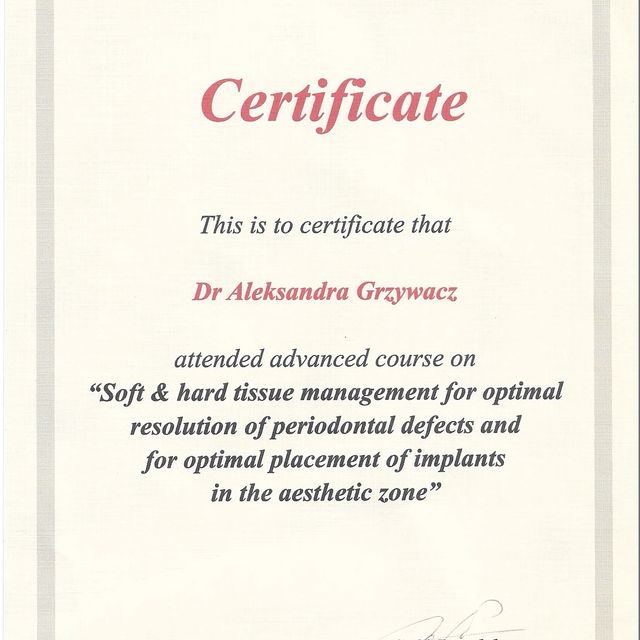 Certificate
This is to certificate that
Dr Aleksandra Grzywacz
attended advanced course on
“Soft & hard tissue management for optimal
resolution of periodontal defects and
for optimal placement of implants
in the aesthetic zone”